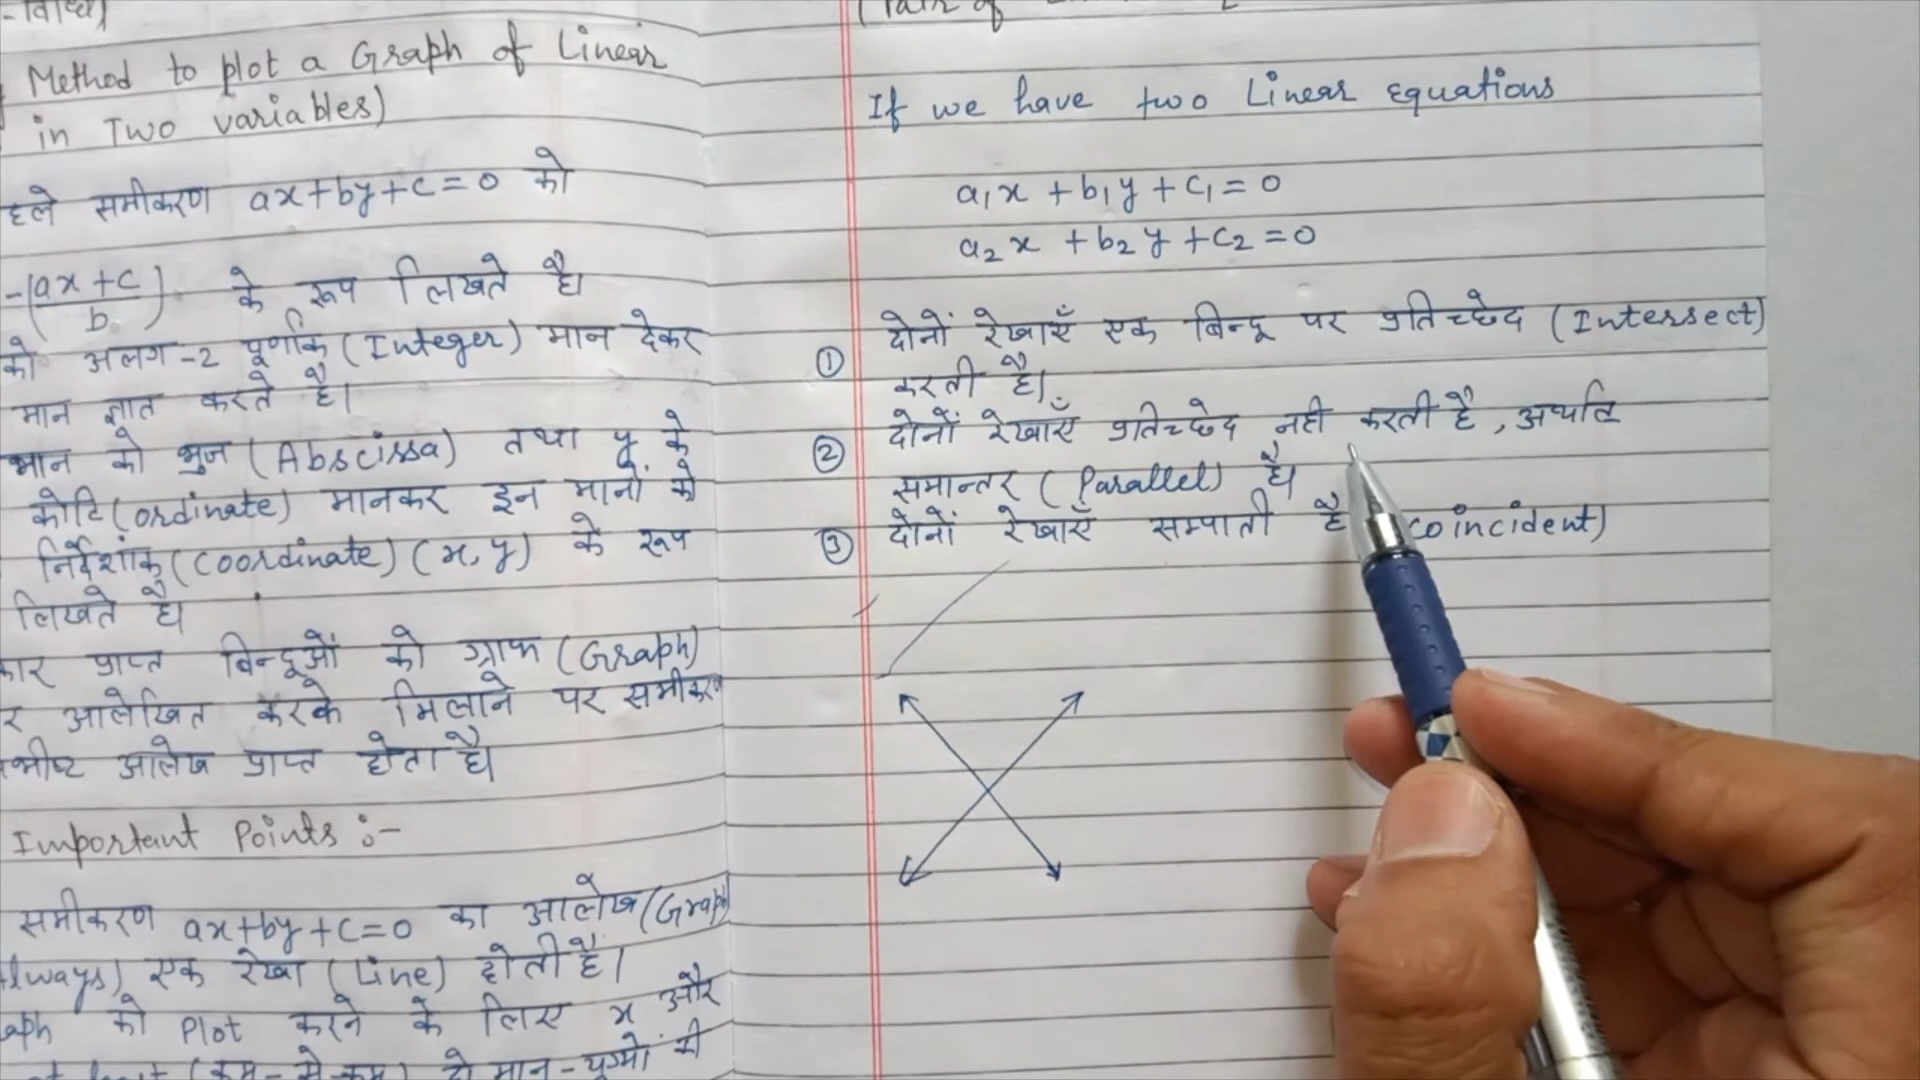 Method to plot a Graph of Linear
in Two variables)
समीकरण ax+by+c=0 को
-(ax+c/b) के रूप लिखते है।
को अलग-2 पूर्णांक (Integer) मान देकर
मान ज्ञात करते है।
मान को भुज (Abscissa) तथा y के
कोटि (ordinate) मानकर इन मानों को
निर्देशांक (Coordinate) (x, y) के रूप
लिखते है।
प्राप्त बिन्दूओं को ग्राफ (Graph)
आलेखित करके मिलाने पर समीकरण
आलेख प्राप्त होता है।
Important Points :-
समीकरण ax+by+c=0 का आलेख (Graph)
एक रेखा (Line) होती है।
को Plot करने के लिए x और
(कम-से-कम) दो मान-युग्मो की
If we have two Linear Equations
a₁x + b₁y + c₁ = 0
a₂x + b₂y + c₂ = 0
① दोनों रेखाएँ एक बिन्दू पर प्रतिच्छेद (Intersect)
करती है।
② दोनों रेखाएँ प्रतिच्छेद नही करती है, अर्थात
समान्तर (Parallel) है।
③ दोनों रेखाएँ सम्पाती है (coincident)